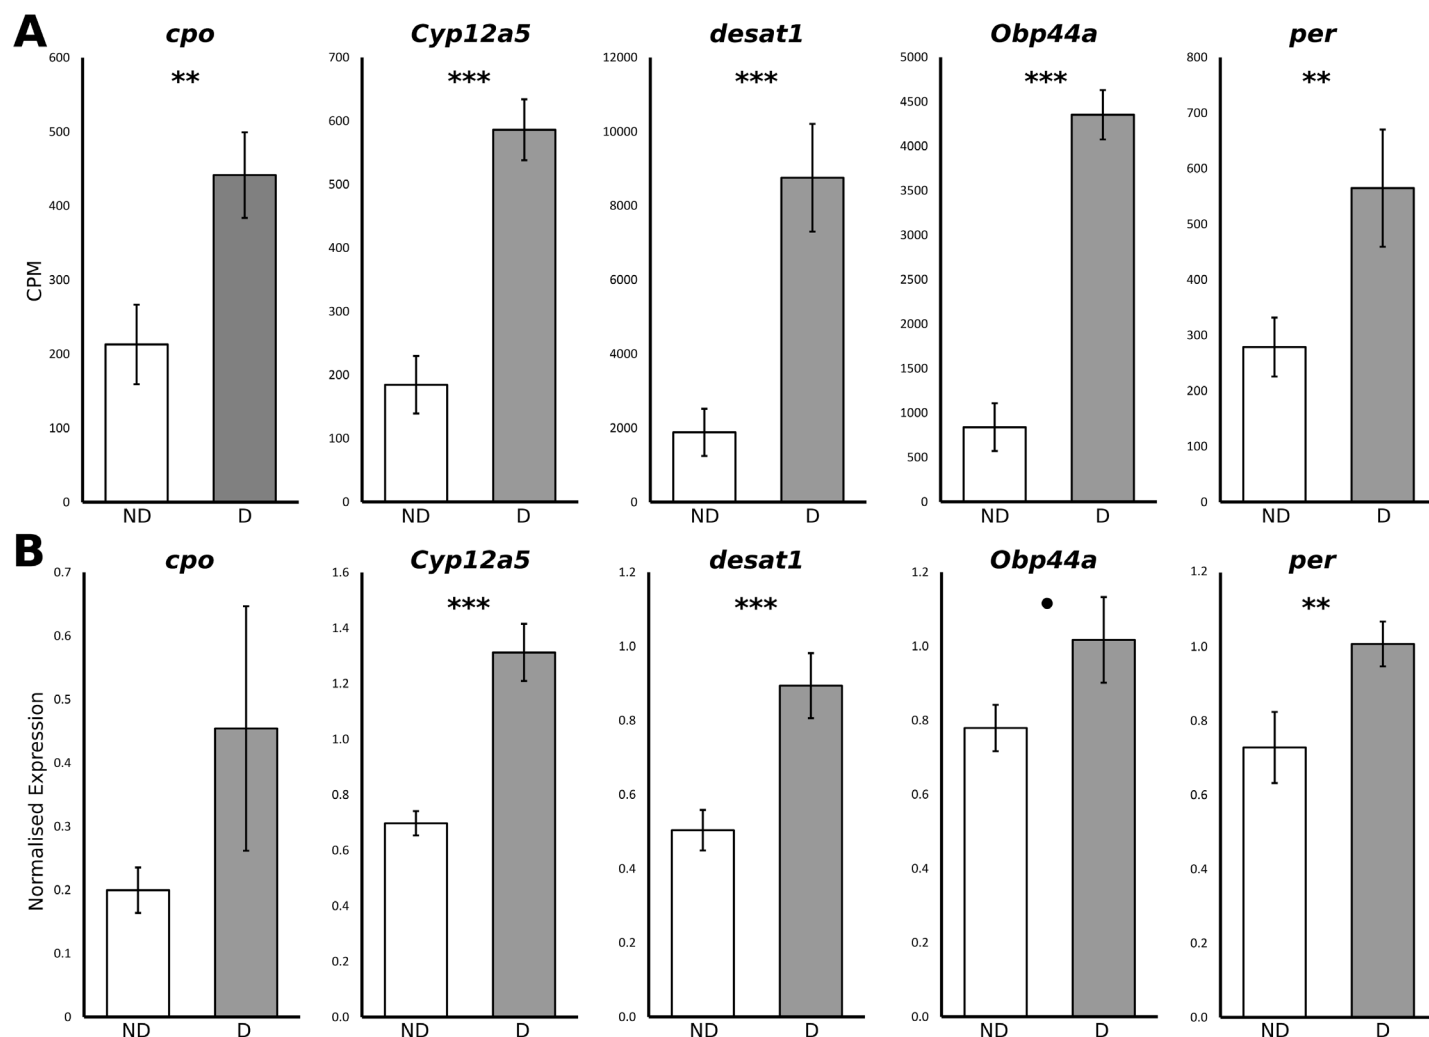 A
cpo Cyp12a5 desat1 Obp44a per
** *** *** *** **
CPM
600 500 400 300 200 100 0
700 600 500 400 300 200 100 0
12000 10000 8000 6000 4000 2000 0
5000 4500 4000 3500 3000 2500 2000 1500 1000 500 0
800 700 600 500 400 300 200 100 0
ND D ND D ND D ND D ND D
B
cpo Cyp12a5 desat1 Obp44a per
*** *** • **
Normalised Expression
0.7 0.6 0.5 0.4 0.3 0.2 0.1 0
1.6 1.4 1.2 1.0 0.8 0.6 0.4 0.2 0.0
1.2 1.0 0.8 0.6 0.4 0.2 0.0
1.2 1.0 0.8 0.6 0.4 0.2 0.0
1.2 1.0 0.8 0.6 0.4 0.2 0.0
ND D ND D ND D ND D ND D